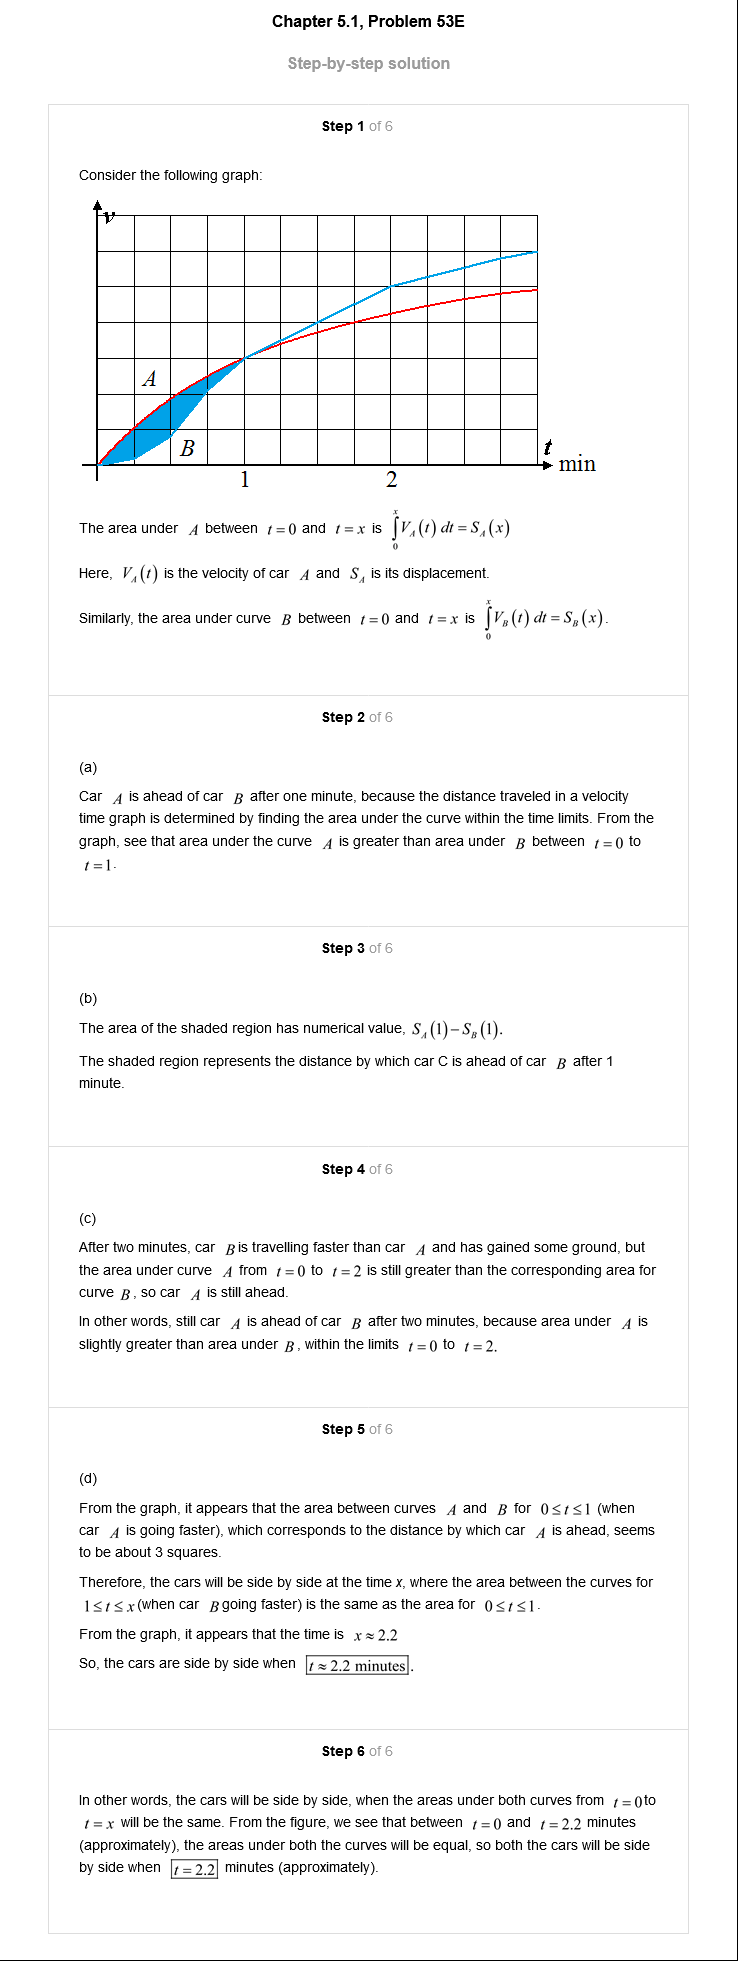 Chapter 5.1, Problem 53E
Step-by-step solution
Step 1 of 6
Consider the following graph:
v
A
B
t
min
1
2
The area under A between t = 0 and t = x is ∫₀ˣ V_A(t) dt = S_A(x)
Here, V_A(t) is the velocity of car A and S_A is its displacement.
Similarly, the area under curve B between t = 0 and t = x is ∫₀ˣ V_B(t) dt = S_B(x).
Step 2 of 6
(a)
Car A is ahead of car B after one minute, because the distance traveled in a velocity
time graph is determined by finding the area under the curve within the time limits. From the
graph, see that area under the curve A is greater than area under B between t = 0 to
t = 1.
Step 3 of 6
(b)
The area of the shaded region has numerical value, S_A(1) – S_B(1).
The shaded region represents the distance by which car C is ahead of car B after 1
minute.
Step 4 of 6
(c)
After two minutes, car B is travelling faster than car A and has gained some ground, but
the area under curve A from t = 0 to t = 2 is still greater than the corresponding area for
curve B, so car A is still ahead.
In other words, still car A is ahead of car B after two minutes, because area under A is
slightly greater than area under B, within the limits t = 0 to t = 2.
Step 5 of 6
(d)
From the graph, it appears that the area between curves A and B for 0 ≤ t ≤ 1 (when
car A is going faster), which corresponds to the distance by which car A is ahead, seems
to be about 3 squares.
Therefore, the cars will be side by side at the time x, where the area between the curves for
1 ≤ t ≤ x (when car B going faster) is the same as the area for 0 ≤ t ≤ 1.
From the graph, it appears that the time is x ≈ 2.2
So, the cars are side by side when t ≈ 2.2 minutes.
Step 6 of 6
In other words, the cars will be side by side, when the areas under both curves from t = 0 to
t = x will be the same. From the figure, we see that between t = 0 and t = 2.2 minutes
(approximately), the areas under both the curves will be equal, so both the cars will be side
by side when t = 2.2 minutes (approximately).